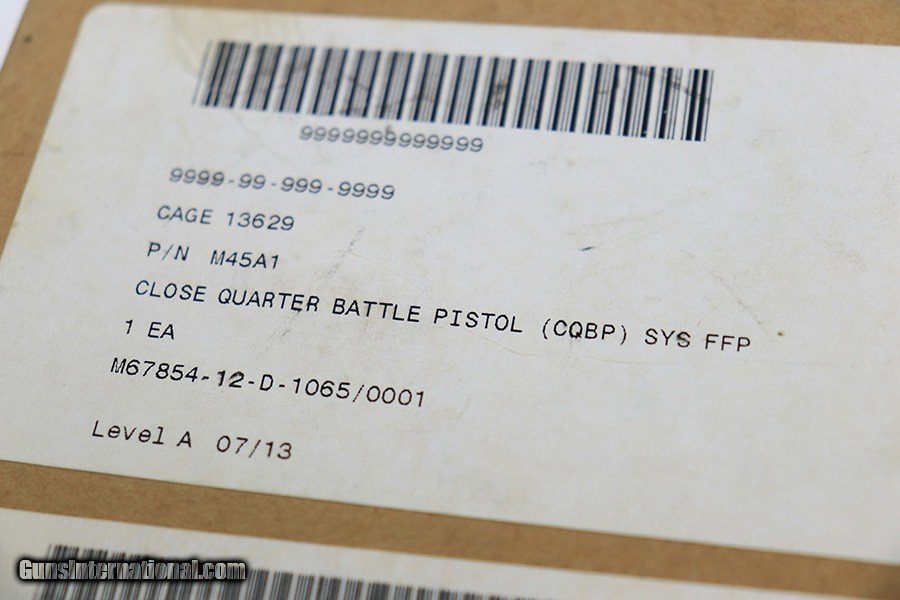 9999999999999
9999-99-999-9999
CAGE 13629
P/N M45A1
CLOSE QUARTER BATTLE PISTOL (CQBP) SYS FFP
1 EA
M67854-12-D-1065/0001
Level A 07/13
GunsInternational.com